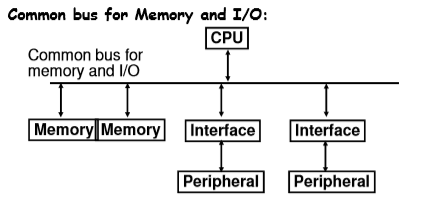 Common bus for Memory and I/O:
CPU
Common bus for
memory and I/O
Memory Memory Interface Interface
Peripheral Peripheral